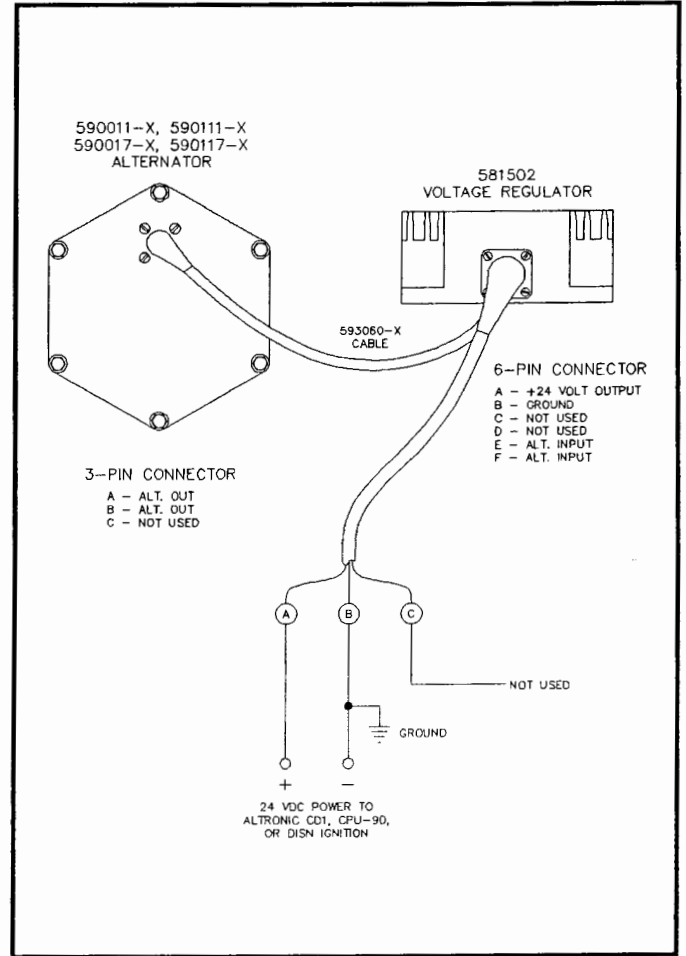 590011-X, 590111-X
590017-X, 590117-X
ALTERNATOR
581502
VOLTAGE REGULATOR
593060-X
CABLE
6-PIN CONNECTOR
A - +24 VOLT OUTPUT
B - GROUND
C - NOT USED
D - NOT USED
E - ALT. INPUT
F - ALT. INPUT
3-PIN CONNECTOR
A - ALT. OUT
B - ALT. OUT
C - NOT USED
A
B
C
NOT USED
GROUND
+
-
24 VDC POWER TO
ALTRONIC CD1, CPU-90,
OR DISN IGNITION